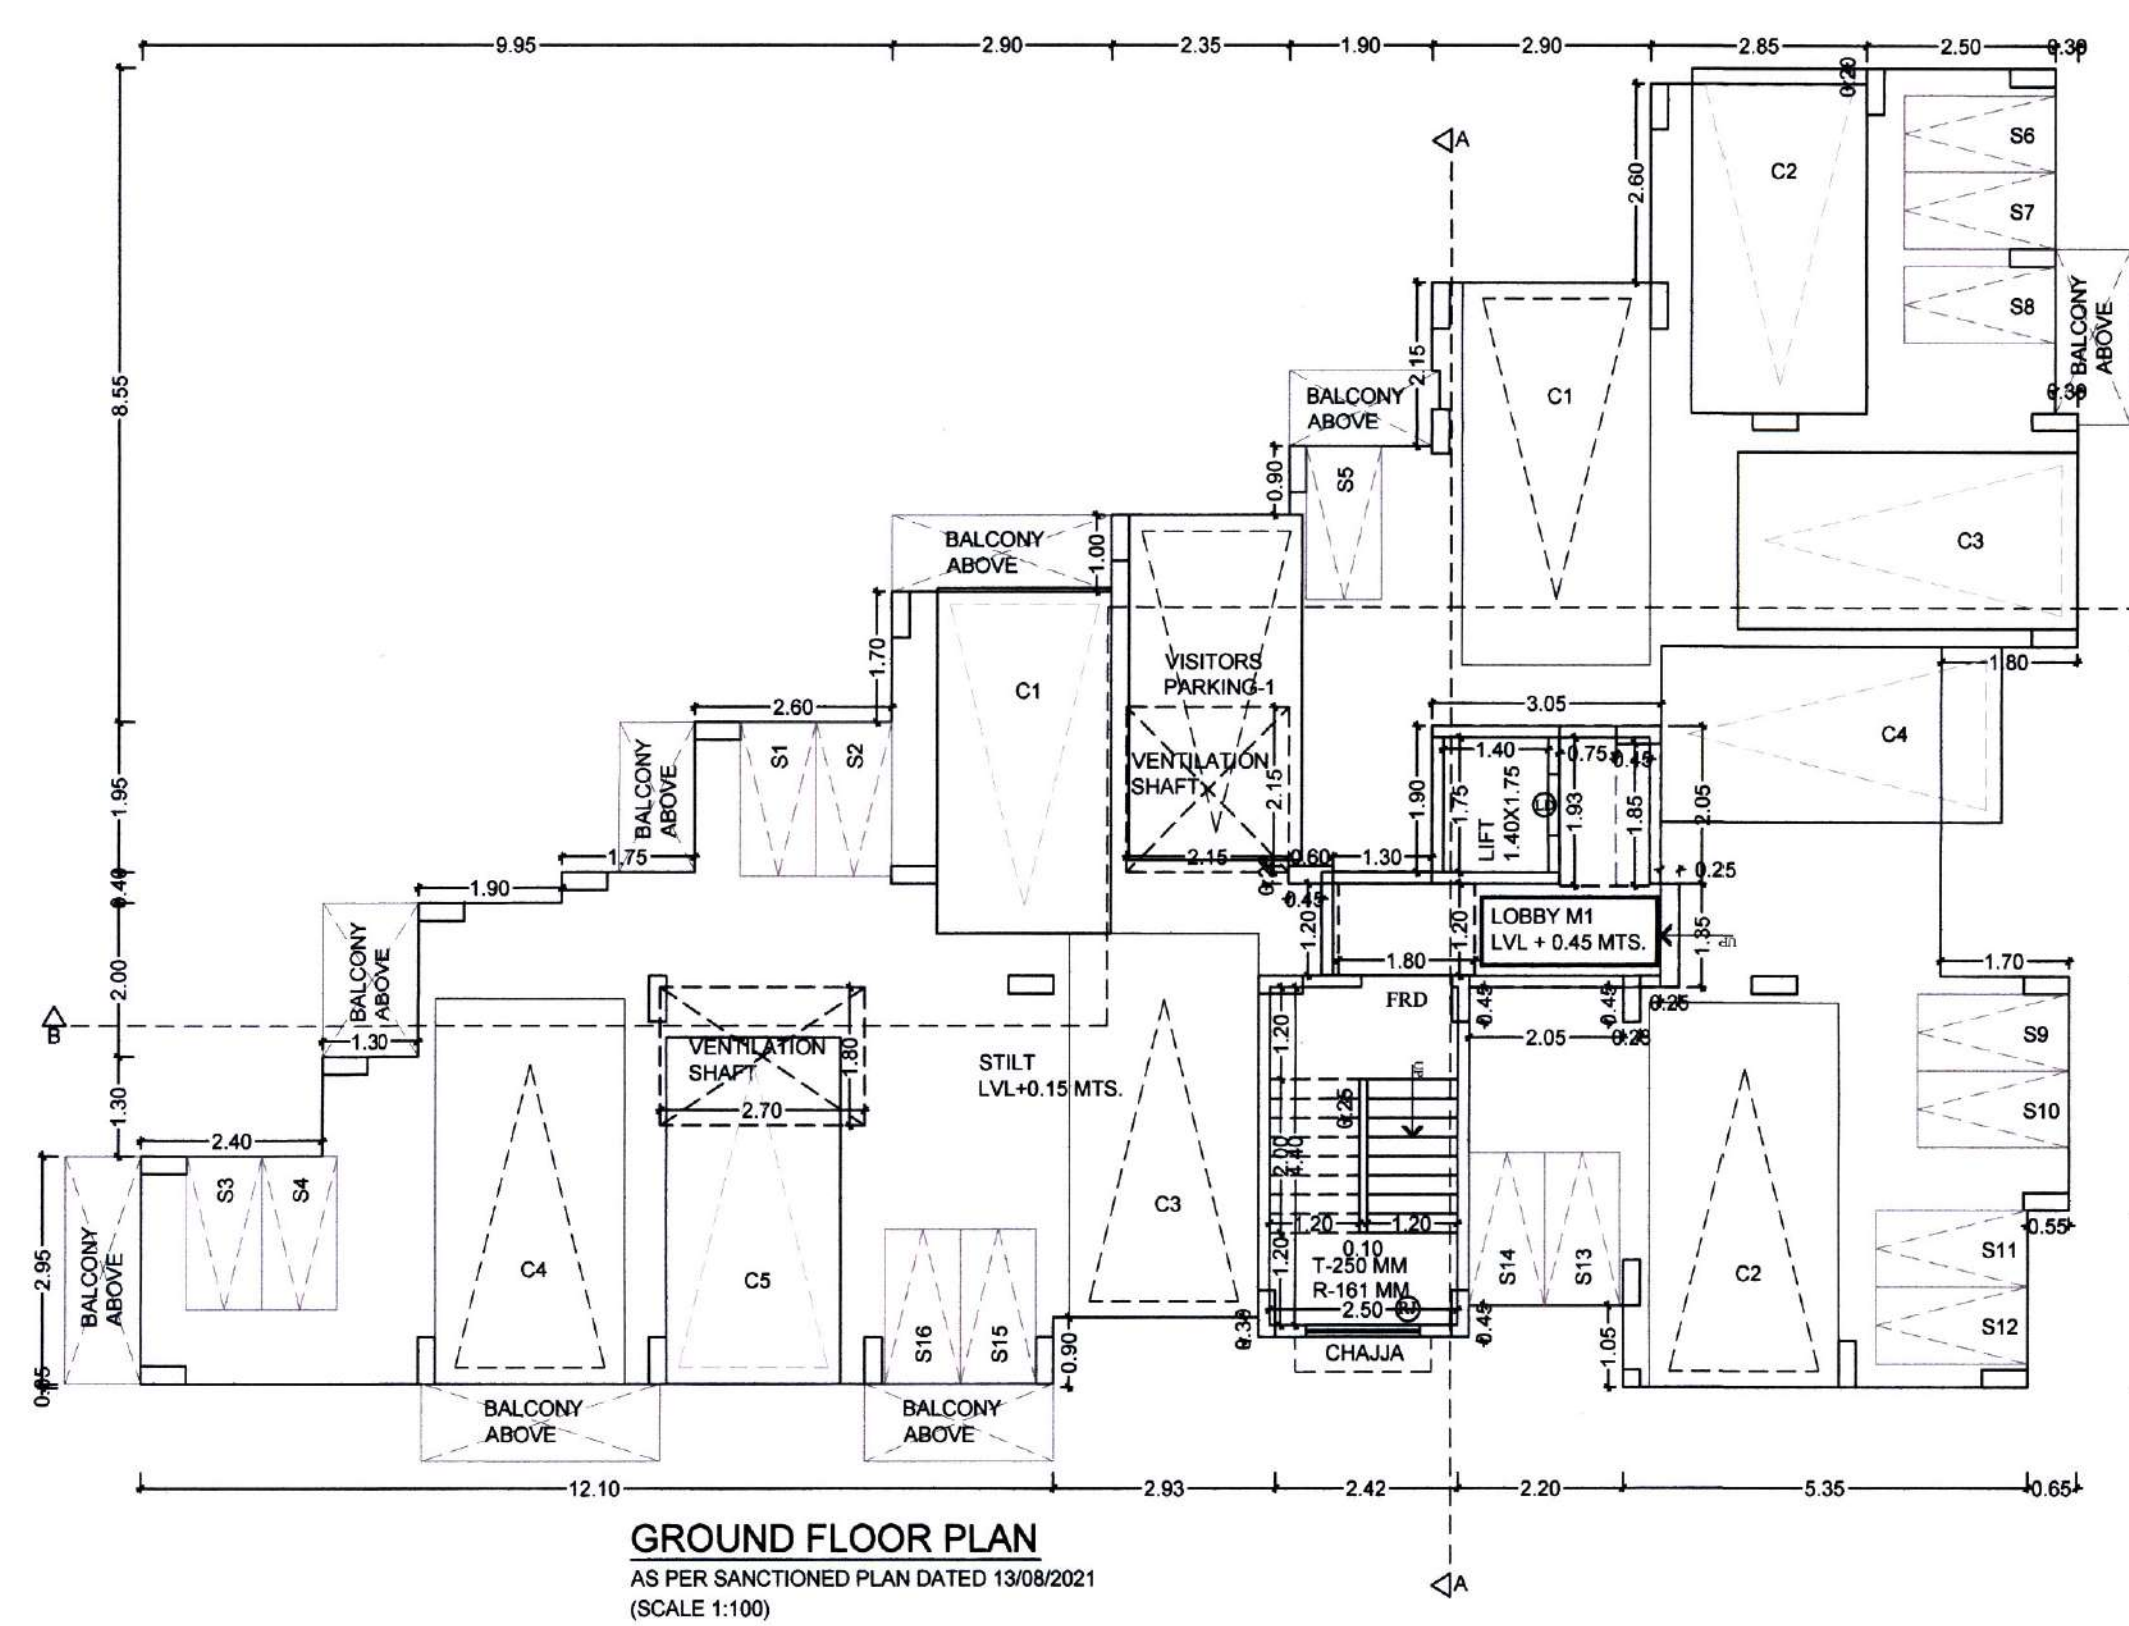 9.95 2.90 2.35 1.90 2.90 2.85 2.50 0.30
0.20
A
S6
2.60
C2
S7
8.55
2.15
S8
BALCONY
ABOVE
C1
BALCONY
ABOVE
0.30
0.90
S5
BALCONY
ABOVE
1.00
C3
1.70
VISITORS
PARKING-1
C1
1.80
2.60
3.05
C4
S1 S2
BALCONY
ABOVE
VENTILATION
SHAFT
2.15
1.40 0.75 0.45
1.90
1.75
LIFT
1.40X1.75
1.93
1.85
2.05
1.95
1.75
2.15
0.60
1.30
0.25
0.40
1.90
0.45
1.20
1.20
LOBBY M1
LVL + 0.45 MTS.
UP
1.35
BALCONY
ABOVE
2.00
1.80
1.70
FRD
0.45
0.45
0.25
B
1.30
VENTILATION
SHAFT
1.80
STILT
LVL+0.15 MTS.
1.20
2.05
S9
UP
2.70
0.25
S10
1.30
2.40
2.00
4.40
S3 S4
C3
1.20 1.20
0.55
BALCONY
ABOVE
2.95
C4
C5
1.20
0.10
T-250 MM
R-161 MM
2.50
S14 S13
C2
S11
S12
S16 S15
0.90
0.30
0.45
1.05
CHAJJA
BALCONY
ABOVE
BALCONY
ABOVE
12.10 2.93 2.42 2.20 5.35 0.65
GROUND FLOOR PLAN
AS PER SANCTIONED PLAN DATED 13/08/2021
(SCALE 1:100)
A